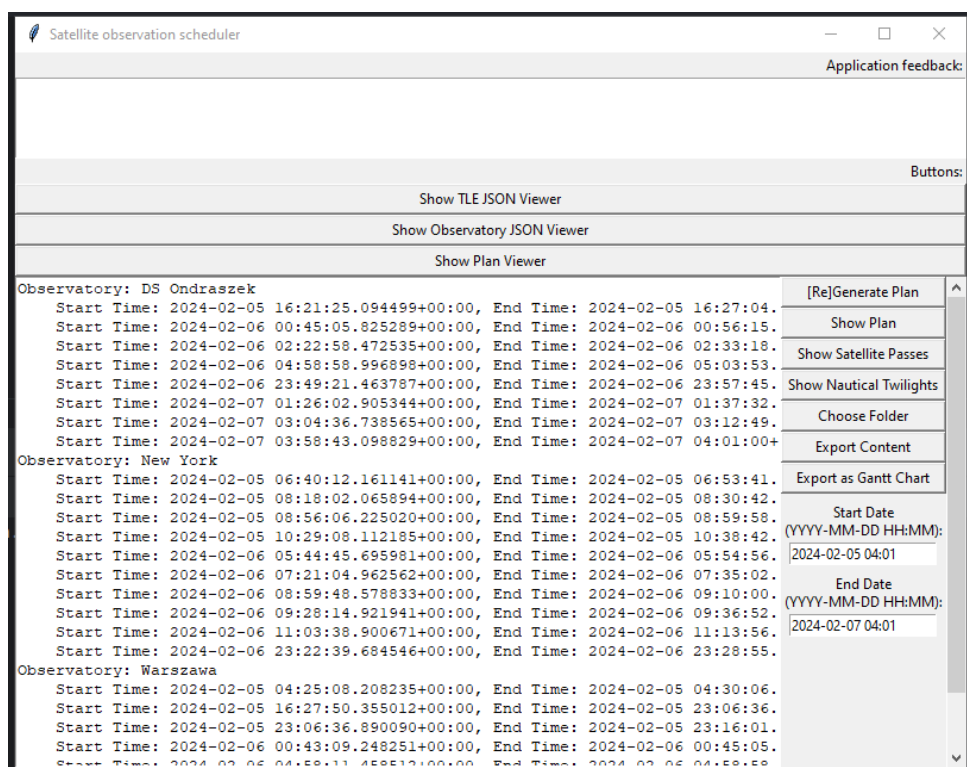 Satellite observation scheduler
Application feedback:
Buttons:
Show TLE JSON Viewer
Show Observatory JSON Viewer
Show Plan Viewer
Observatory: DS Ondraszek
Start Time: 2024-02-05 16:21:25.094499+00:00, End Time: 2024-02-05 16:27:04.
Start Time: 2024-02-06 00:45:05.825289+00:00, End Time: 2024-02-06 00:56:15.
Start Time: 2024-02-06 02:22:58.472535+00:00, End Time: 2024-02-06 02:33:18.
Start Time: 2024-02-06 04:58:58.996898+00:00, End Time: 2024-02-06 05:03:53.
Start Time: 2024-02-06 23:49:21.463787+00:00, End Time: 2024-02-06 23:57:45.
Start Time: 2024-02-07 01:26:02.905344+00:00, End Time: 2024-02-07 01:37:32.
Start Time: 2024-02-07 03:04:36.738565+00:00, End Time: 2024-02-07 03:12:49.
Start Time: 2024-02-07 03:58:43.098829+00:00, End Time: 2024-02-07 04:01:00+
Observatory: New York
Start Time: 2024-02-05 06:40:12.161141+00:00, End Time: 2024-02-05 06:53:41.
Start Time: 2024-02-05 08:18:02.065894+00:00, End Time: 2024-02-05 08:30:42.
Start Time: 2024-02-05 08:56:06.225020+00:00, End Time: 2024-02-05 08:59:58.
Start Time: 2024-02-05 10:29:08.112185+00:00, End Time: 2024-02-05 10:38:42.
Start Time: 2024-02-06 05:44:45.695981+00:00, End Time: 2024-02-06 05:54:56.
Start Time: 2024-02-06 07:21:04.962562+00:00, End Time: 2024-02-06 07:35:02.
Start Time: 2024-02-06 08:59:48.578833+00:00, End Time: 2024-02-06 09:10:00.
Start Time: 2024-02-06 09:28:14.921941+00:00, End Time: 2024-02-06 09:36:52.
Start Time: 2024-02-06 11:03:38.900671+00:00, End Time: 2024-02-06 11:13:56.
Start Time: 2024-02-06 23:22:39.684546+00:00, End Time: 2024-02-06 23:28:55.
Observatory: Warszawa
Start Time: 2024-02-05 04:25:08.208235+00:00, End Time: 2024-02-05 04:30:06.
Start Time: 2024-02-05 16:27:50.355012+00:00, End Time: 2024-02-05 23:06:36.
Start Time: 2024-02-05 23:06:36.890090+00:00, End Time: 2024-02-05 23:16:01.
Start Time: 2024-02-06 00:43:09.248251+00:00, End Time: 2024-02-06 00:45:05.
Start Time: 2024-02-06 04:58:11.458512+00:00, End Time: 2024-02-06 04:58:58
[Re]Generate Plan
Show Plan
Show Satellite Passes
Show Nautical Twilights
Choose Folder
Export Content
Export as Gantt Chart
Start Date
(YYYY-MM-DD HH:MM):
2024-02-05 04:01
End Date
(YYYY-MM-DD HH:MM):
2024-02-07 04:01